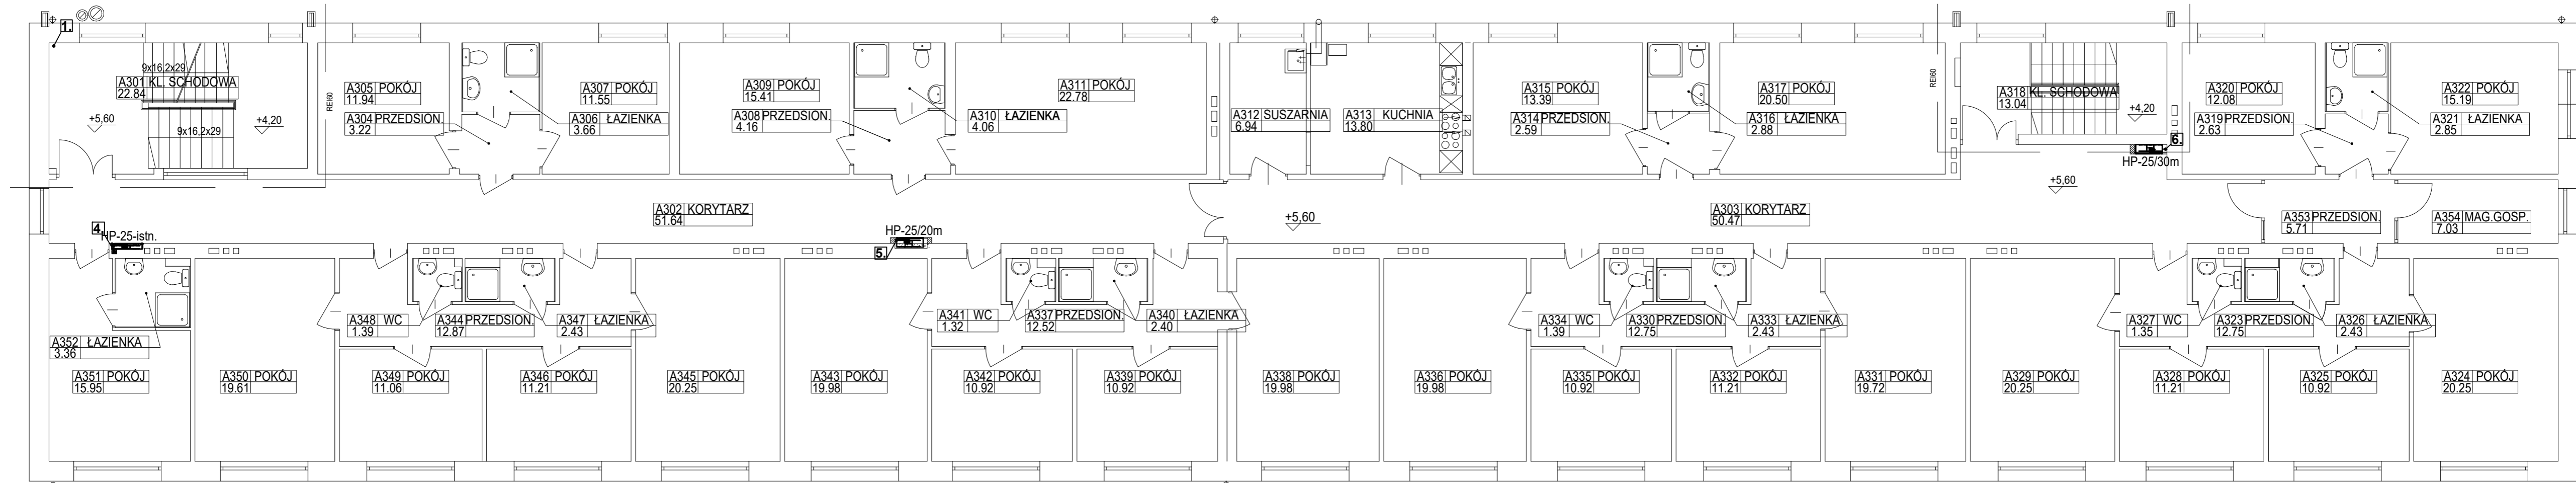 1.
9x16,2x29
A301 KL. SCHODOWA
22.84
+5,60
+4,20
9x16,2x29
REI60
A305 POKÓJ
11.94
A304 PRZEDSION.
3.22
A307 POKÓJ
11.55
A306 ŁAZIENKA
3.66
A309 POKÓJ
15.41
A308 PRZEDSION.
4.16
A311 POKÓJ
22.78
A310 ŁAZIENKA
4.06
A312 SUSZARNIA
6.94
A313 KUCHNIA
13.80
A315 POKÓJ
13.39
A314 PRZEDSION.
2.59
A317 POKÓJ
20.50
A316 ŁAZIENKA
2.88
REI60
A318 KL. SCHODOWA
13.04
+4,20
6.
HP-25/30m
A320 POKÓJ
12.08
A319 PRZEDSION.
2.63
A322 POKÓJ
15.19
A321 ŁAZIENKA
2.85
A302 KORYTARZ
51.64
+5,60
A303 KORYTARZ
50.47
+5,60
A353 PRZEDSION.
5.71
A354 MAG.GOSP.
7.03
4.
HP-25-istn.
HP-25/20m
5.
A352 ŁAZIENKA
3.36
A348 WC
1.39
A344 PRZEDSION.
12.87
A347 ŁAZIENKA
2.43
A341 WC
1.32
A337 PRZEDSION.
12.52
A340 ŁAZIENKA
2.40
A334 WC
1.39
A330 PRZEDSION.
12.75
A333 ŁAZIENKA
2.43
A327 WC
1.35
A323 PRZEDSION.
12.75
A326 ŁAZIENKA
2.43
A351 POKÓJ
15.95
A350 POKÓJ
19.61
A349 POKÓJ
11.06
A346 POKÓJ
11.21
A345 POKÓJ
20.25
A343 POKÓJ
19.98
A342 POKÓJ
10.92
A339 POKÓJ
10.92
A338 POKÓJ
19.98
A336 POKÓJ
19.98
A335 POKÓJ
10.92
A332 POKÓJ
11.21
A331 POKÓJ
19.72
A329 POKÓJ
20.25
A328 POKÓJ
11.21
A325 POKÓJ
10.92
A324 POKÓJ
20.25